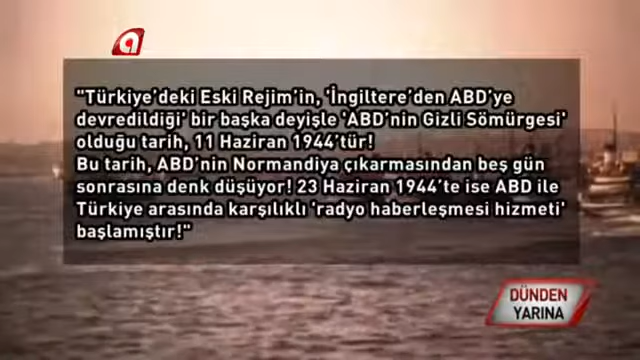 a
"Türkiye'deki Eski Rejim'in, 'İngiltere'den ABD'ye
devredildiği' bir başka deyişle 'ABD'nin Gizli Sömürgesi'
olduğu tarih, 11 Haziran 1944'tür!
Bu tarih, ABD'nin Normandiya çıkarmasından beş gün
sonrasına denk düşüyor! 23 Haziran 1944'te ise ABD ile
Türkiye arasında karşılıklı 'radyo haberleşmesi hizmeti'
başlamıştır!"
DÜNDEN
YARINA